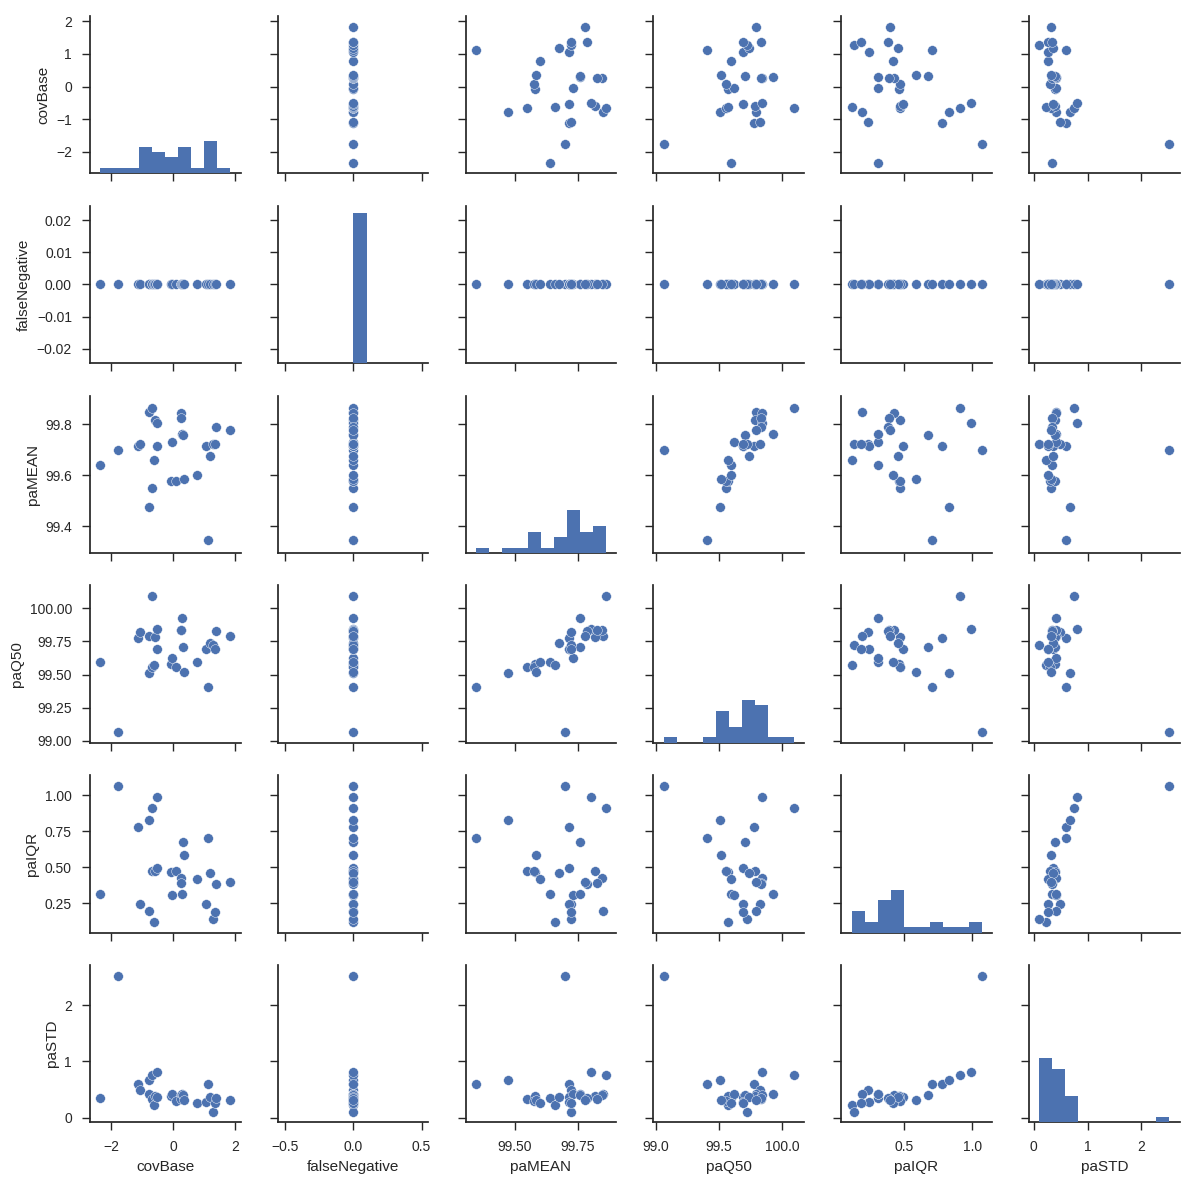 2
1
0
−1
−2
covBase
0.02
0.01
0.00
−0.01
−0.02
falseNegative
99.8
99.6
99.4
paMEAN
100.00
99.75
99.50
99.25
99.00
paQ50
1.00
0.75
0.50
0.25
paIQR
2
1
0
paSTD
−2 0 2
−0.5 0.0 0.5
99.50 99.75
99.0 99.5 100.0
0.5 1.0
0 1 2
covBase
falseNegative
paMEAN
paQ50
paIQR
paSTD